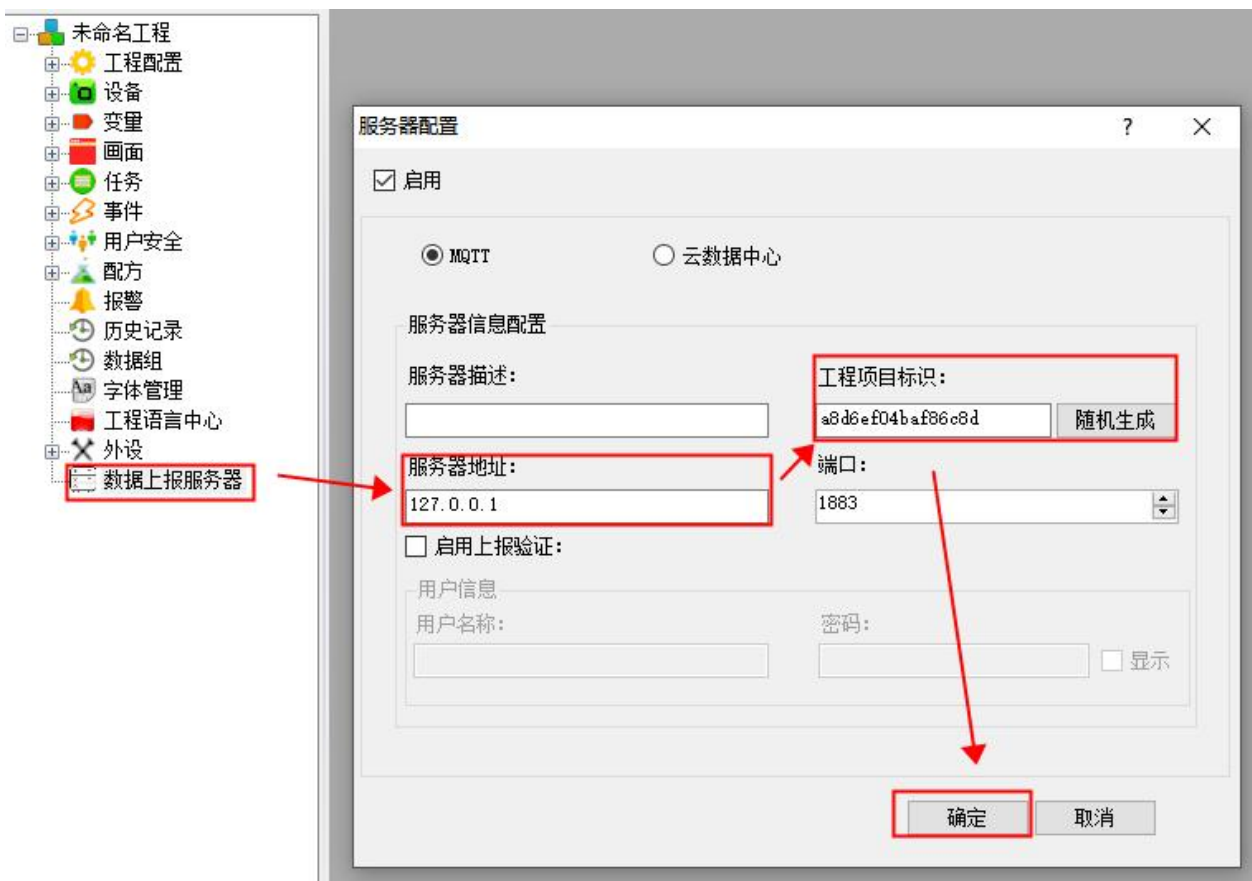 未命名工程
工程配置
设备
变量
画面
任务
事件
用户安全
配方
报警
历史记录
数据组
Aa 字体管理
工程语言中心
外设
数据上报服务器
服务器配置 ?
启用
MQTT 云数据中心
服务器信息配置
服务器描述: 工程项目标识:
a8d6ef04baf86c8d 随机生成
服务器地址: 端口:
127.0.0.1 1883
启用上报验证:
用户信息
用户名称: 密码:
显示
确定 取消